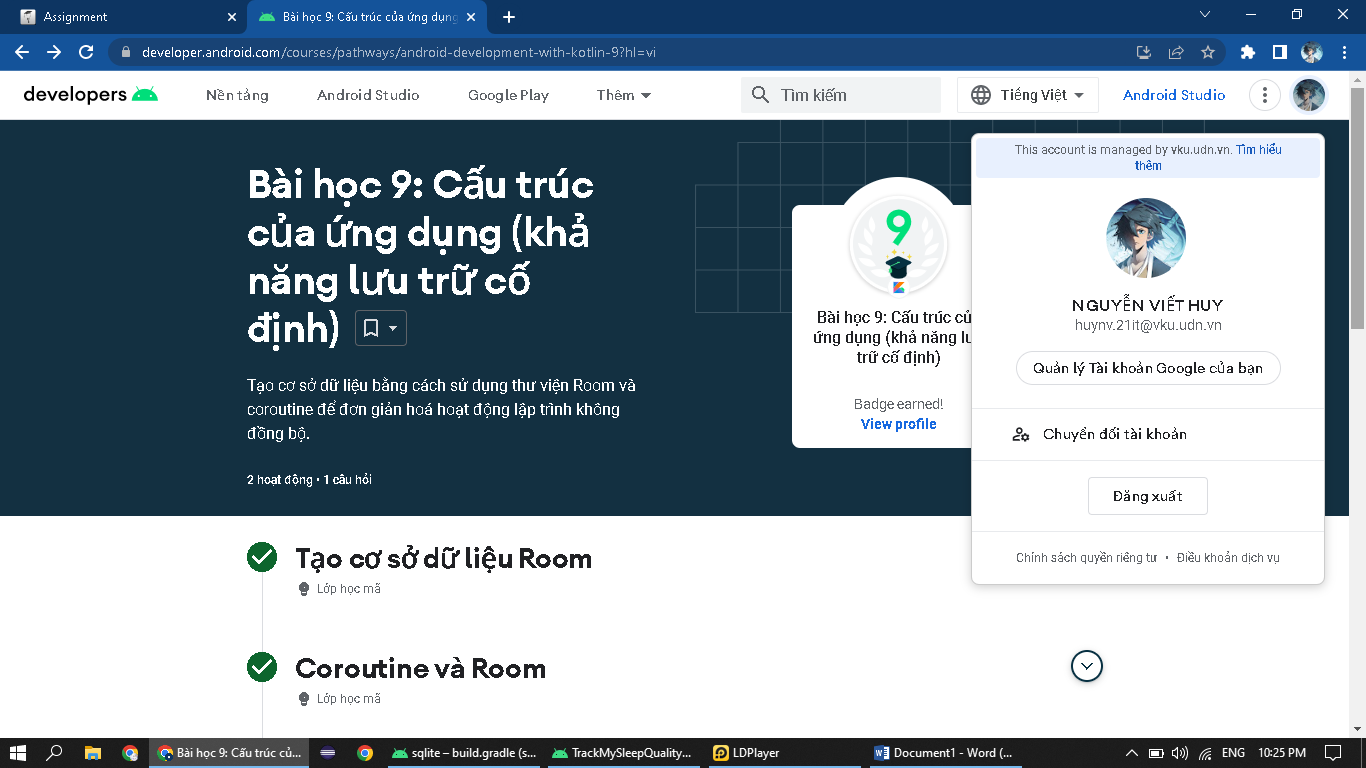 Assignment
Bài học 9: Cấu trúc của ứng dụng
developer.android.com/courses/pathways/android-development-with-kotlin-9?hl=vi
developers
Nền tảng
Android Studio
Google Play
Thêm
Tìm kiếm
Tiếng Việt
Android Studio
Bài học 9: Cấu trúc
của ứng dụng (khả
năng lưu trữ cố
định)
Tạo cơ sở dữ liệu bằng cách sử dụng thư viện Room và
coroutine để đơn giản hoá hoạt động lập trình không
đồng bộ.
2 hoạt động • 1 câu hỏi
9
Bài học 9: Cấu trúc củ
ứng dụng (khả năng lư
trữ cố định)
Badge earned!
View profile
This account is managed by vku.udn.vn. Tìm hiểu
thêm
NGUYỄN VIẾT HUY
huynv.21it@vku.udn.vn
Quản lý Tài khoản Google của bạn
Chuyển đổi tài khoản
Đăng xuất
Chính sách quyền riêng tư • Điều khoản dịch vụ
Tạo cơ sở dữ liệu Room
Lớp học mã
Coroutine và Room
Lớp học mã
Bài học 9: Cấu trúc củ...
sqlite – build.gradle (s...
TrackMySleepQuality...
LDPlayer
Document1 - Word (...
ENG
10:25 PM